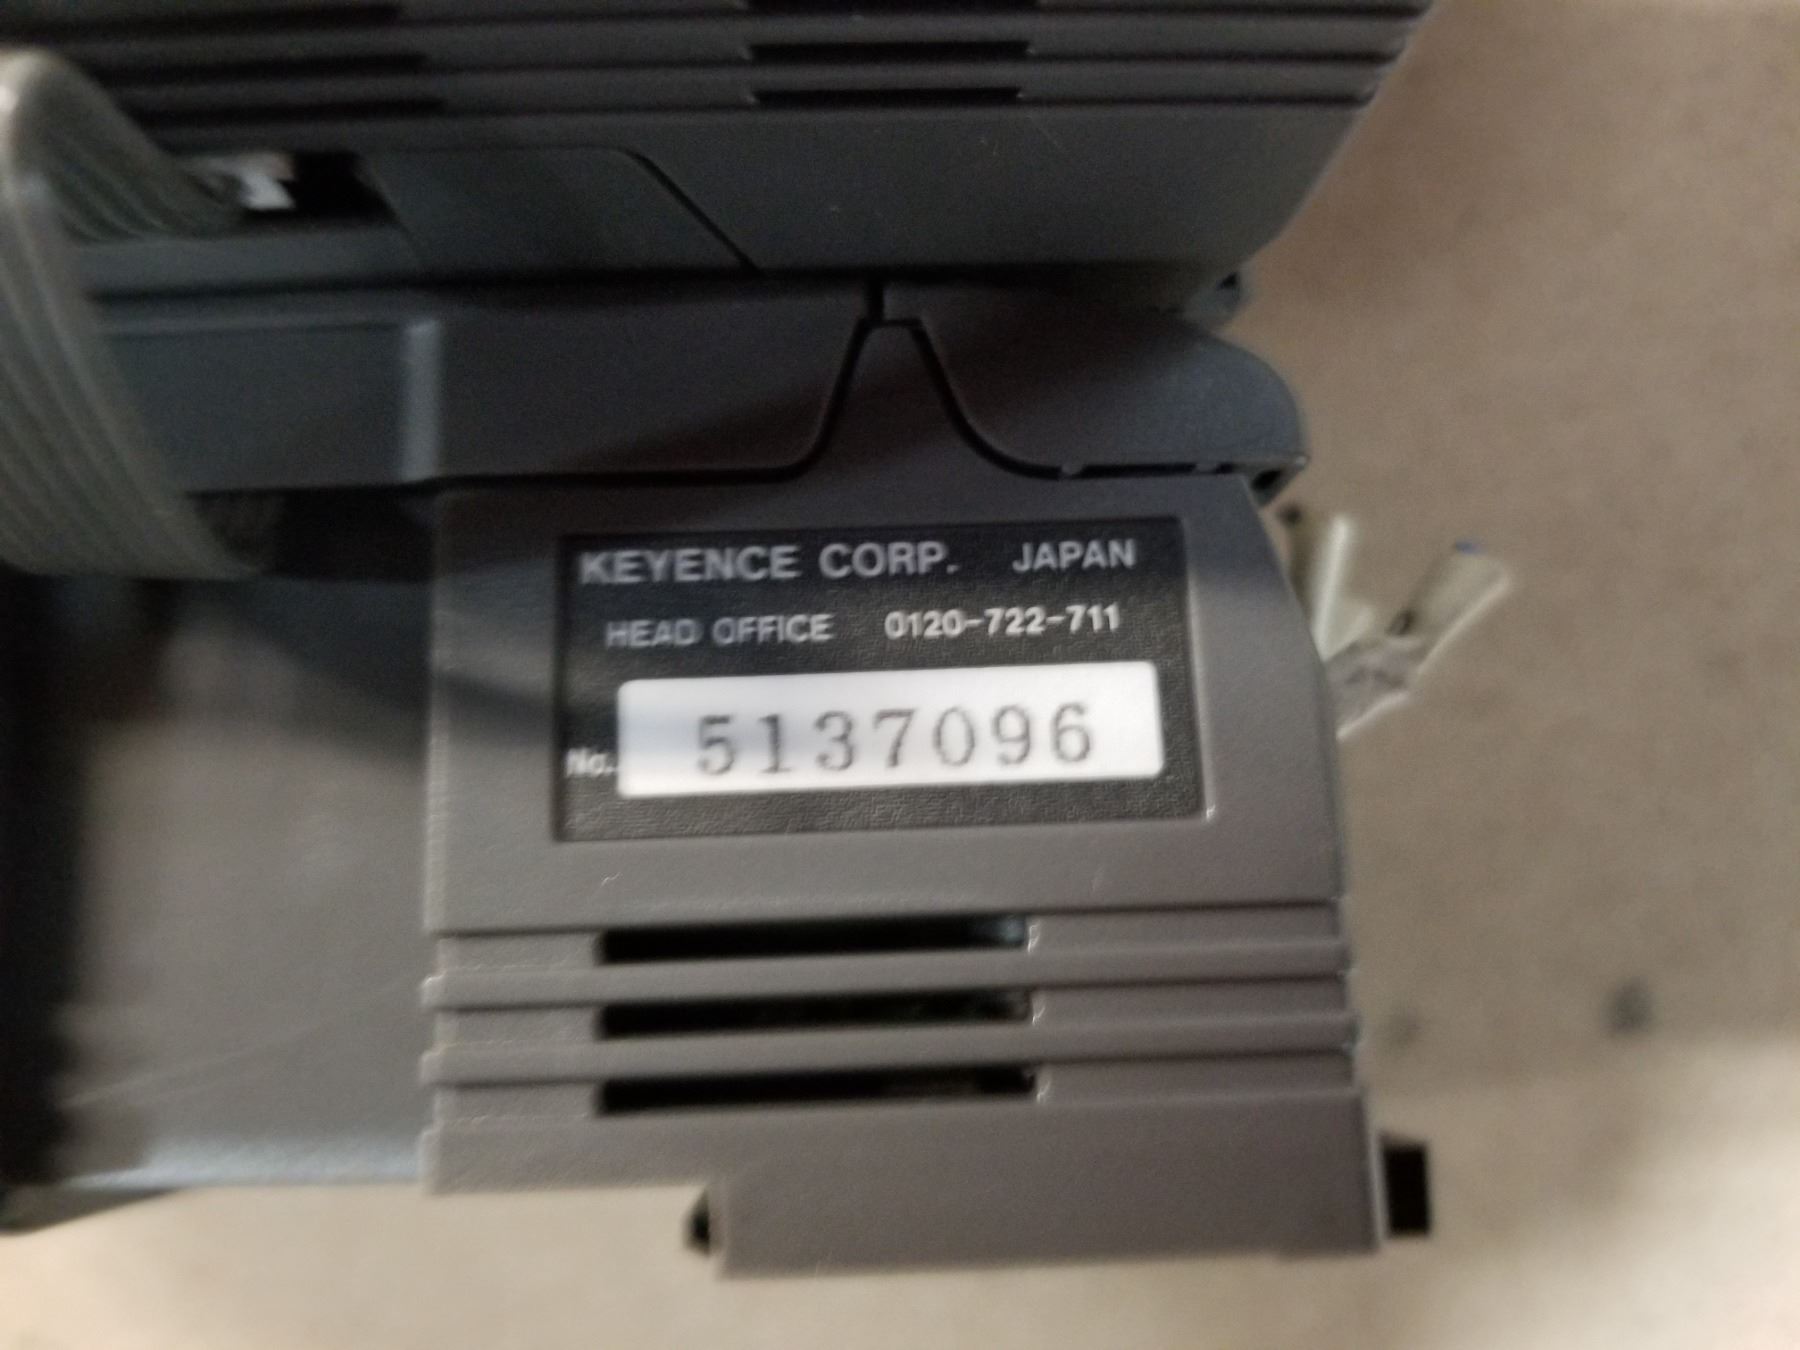 KEYENCE CORP. JAPAN
HEAD OFFICE 0120-722-711
No. 5137096